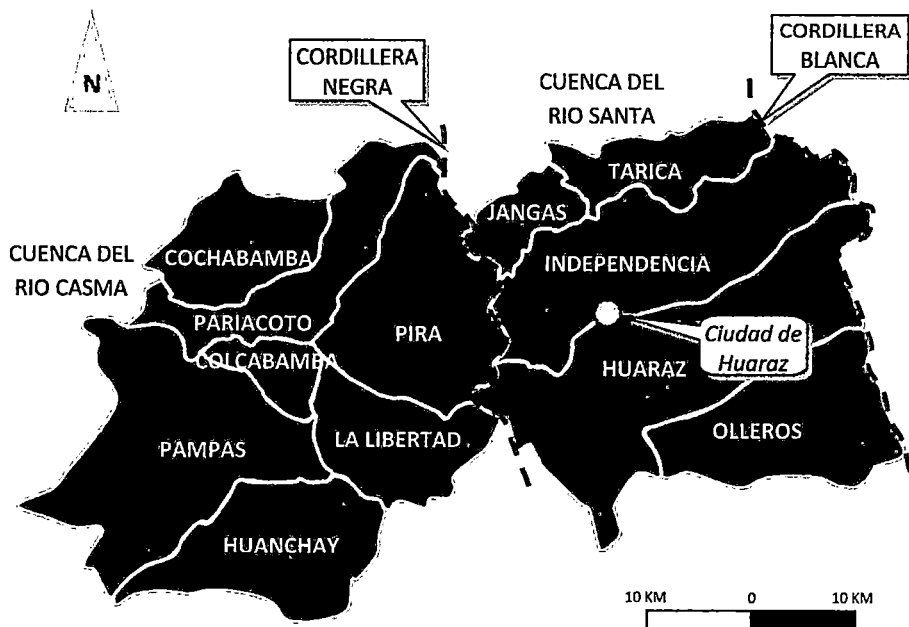 N
CORDILLERA
NEGRA
CORDILLERA
BLANCA
CUENCA DEL
RIO SANTA
TARICA
JANGAS
CUENCA DEL
RIO CASMA
COCHABAMBA
INDEPENDENCIA
PARIACOTO
PIRA
Ciudad de
Huaraz
COLCABAMBA
HUARAZ
PAMPAS
LA LIBERTAD
OLLEROS
HUANCHAY
10 KM 0 10 KM